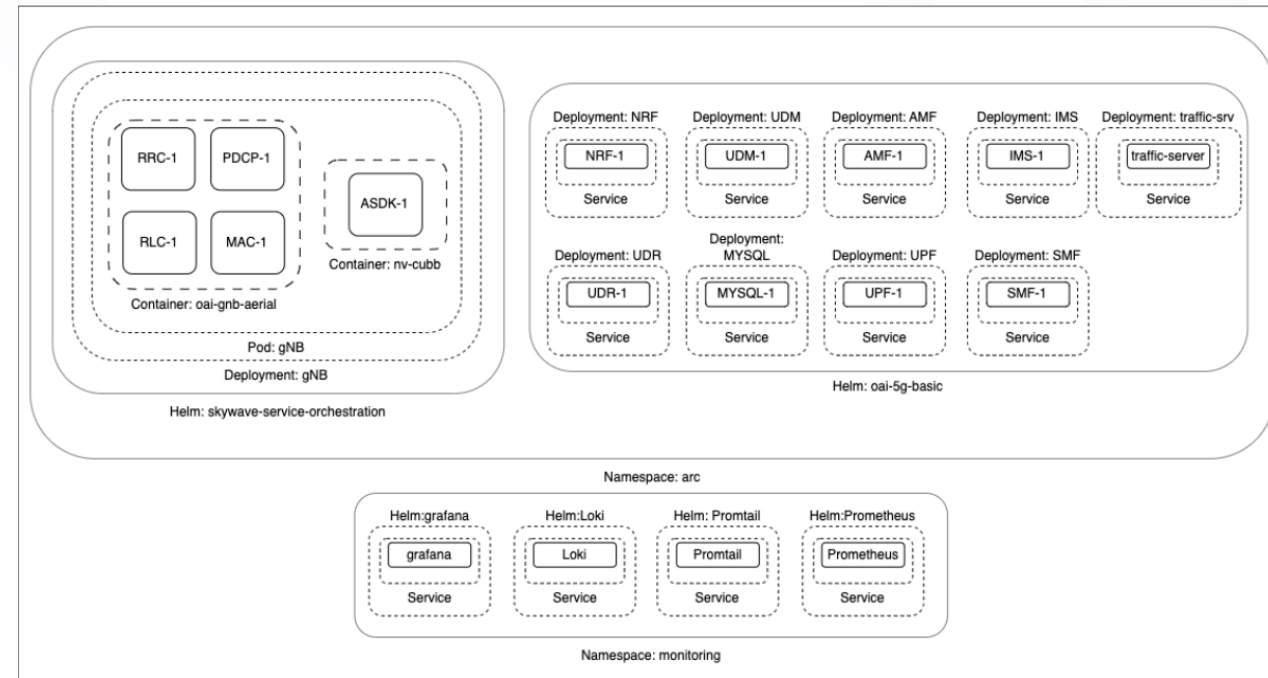 RRC-1
PDCP-1
RLC-1
MAC-1
Container: oai-gnb-aerial
ASDK-1
Container: nv-cubb
Pod: gNB
Deployment: gNB
Helm: skywave-service-orchestration
Deployment: NRF
NRF-1
Service
Deployment: UDM
UDM-1
Service
Deployment: AMF
AMF-1
Service
Deployment: IMS
IMS-1
Service
Deployment: traffic-srv
traffic-server
Service
Deployment: UDR
UDR-1
Service
Deployment:
MYSQL
MYSQL-1
Service
Deployment: UPF
UPF-1
Service
Deployment: SMF
SMF-1
Service
Helm: oai-5g-basic
Namespace: arc
Helm:grafana
grafana
Service
Helm:Loki
Loki
Service
Helm: Promtail
Promtail
Service
Helm:Prometheus
Prometheus
Service
Namespace: monitoring